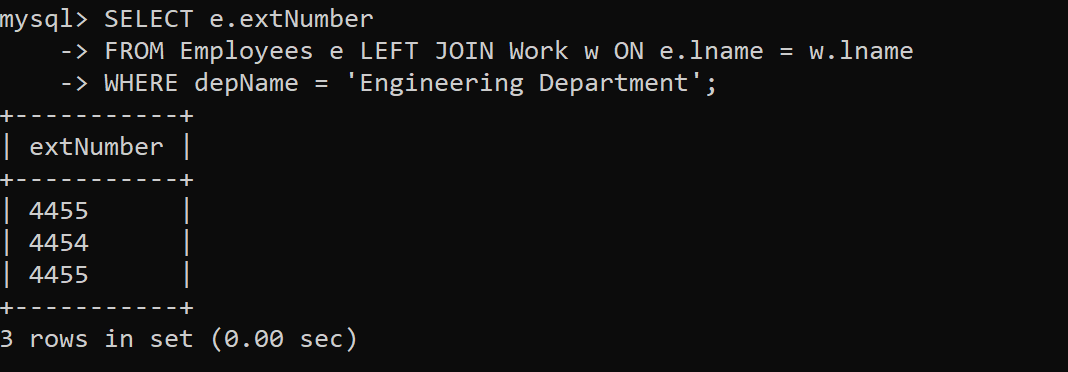 mysql> SELECT e.extNumber
    -> FROM Employees e LEFT JOIN Work w ON e.lname = w.lname
    -> WHERE depName = 'Engineering Department';
+-----------+
| extNumber |
+-----------+
| 4455      |
| 4454      |
| 4455      |
+-----------+
3 rows in set (0.00 sec)